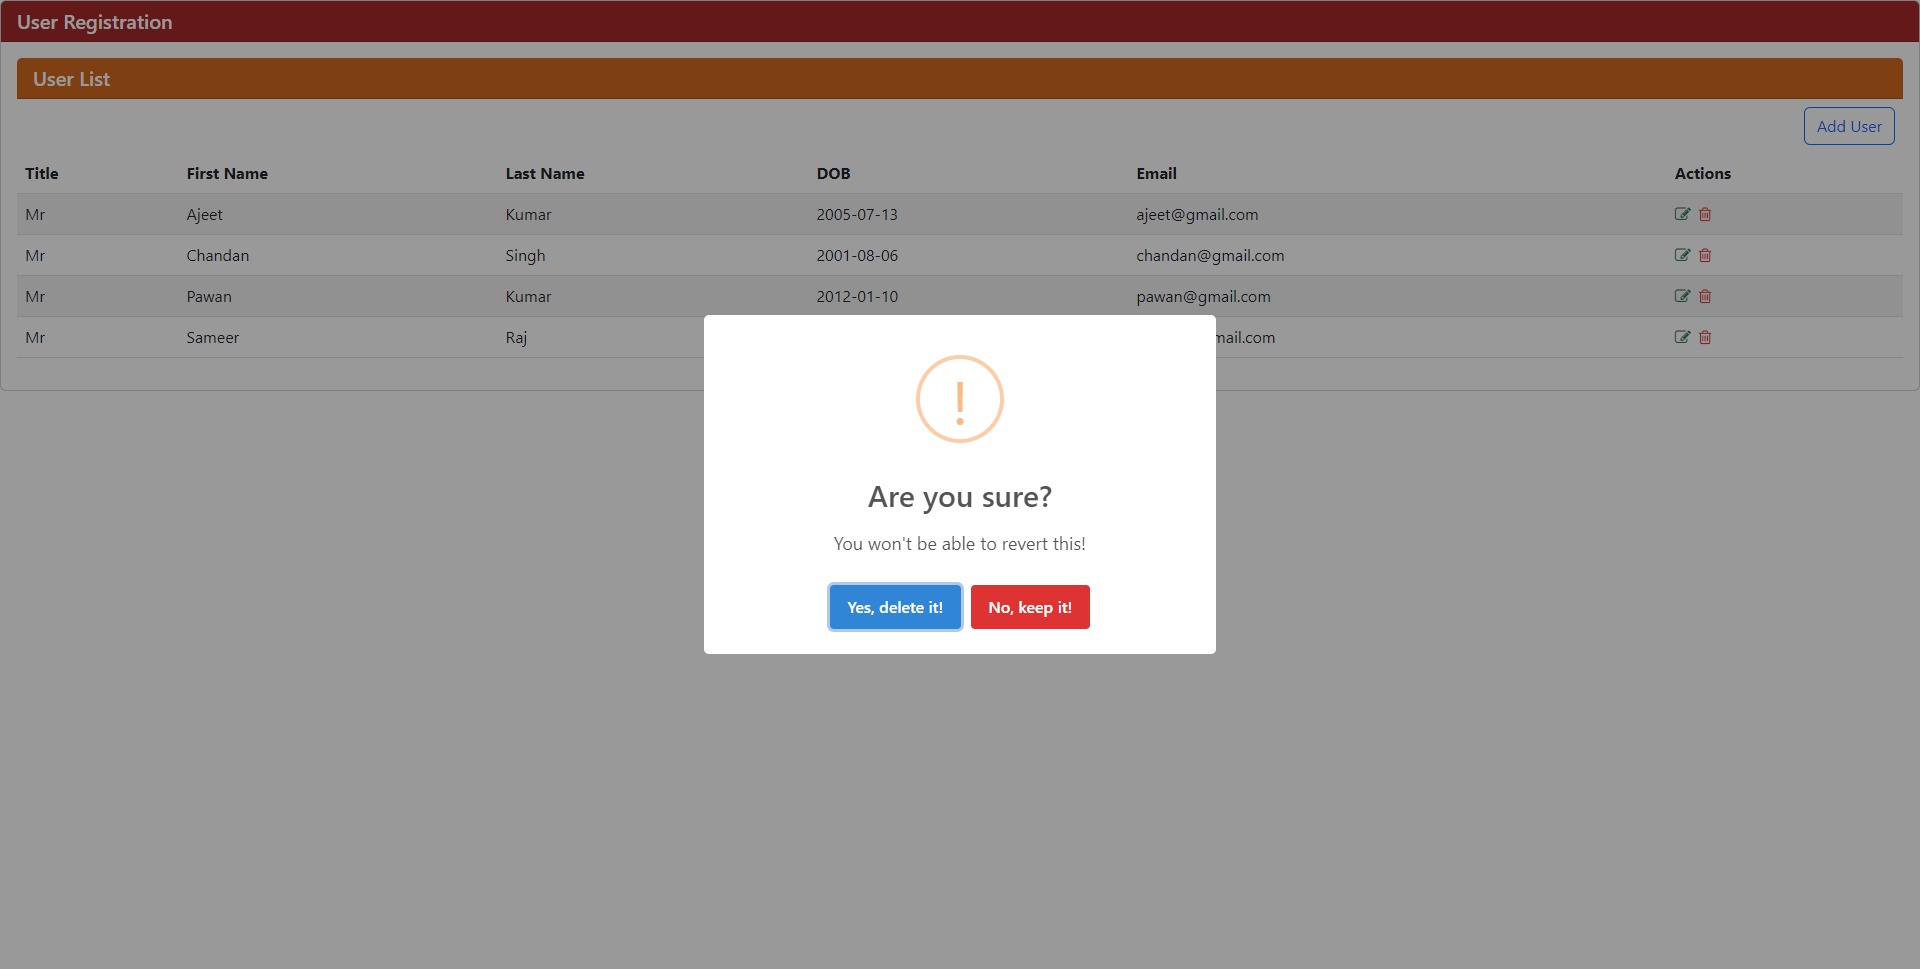 User Registration
User List
Add User
Title First Name Last Name DOB Email Actions
Mr Ajeet Kumar 2005-07-13 ajeet@gmail.com
Mr Chandan Singh 2001-08-06 chandan@gmail.com
Mr Pawan Kumar 2012-01-10 pawan@gmail.com
Mr Sameer Raj mail.com
!
Are you sure?
You won't be able to revert this!
Yes, delete it! No, keep it!